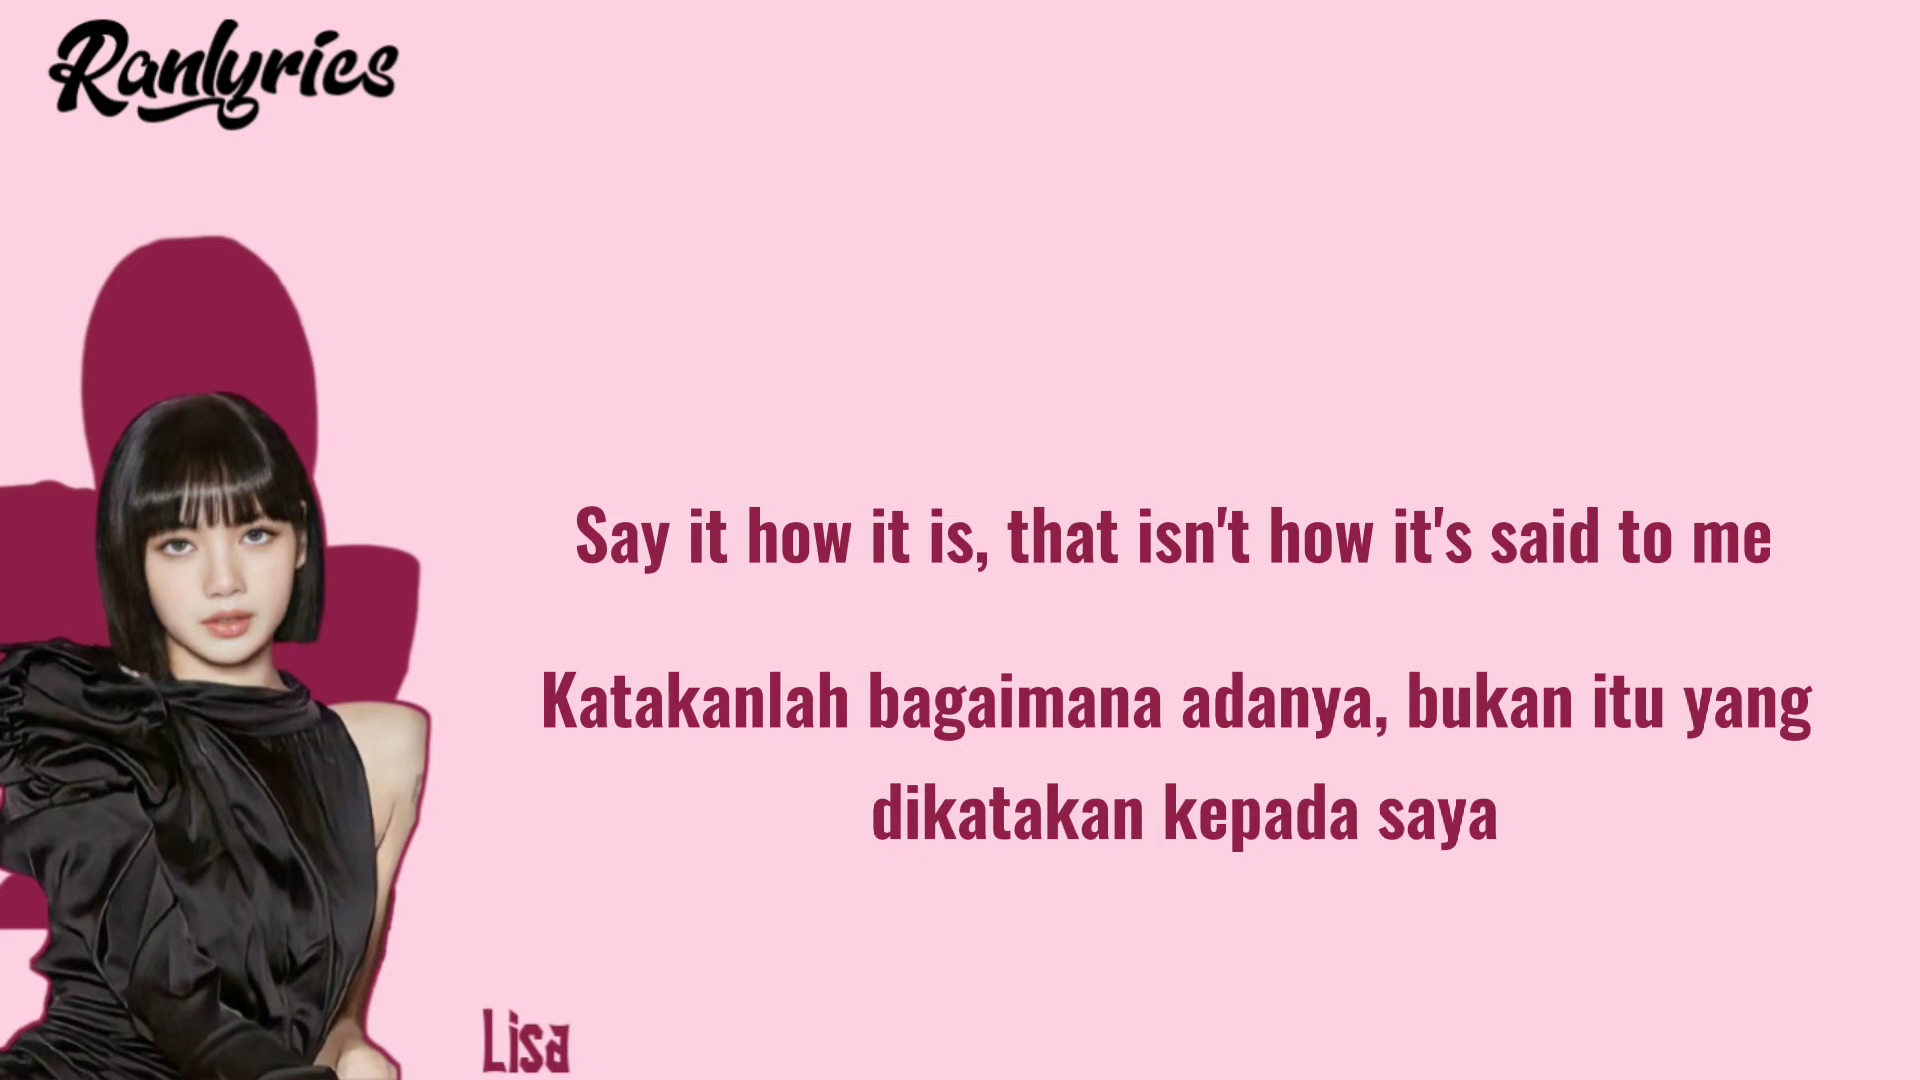 Ranlyrics
Say it how it is, that isn't how it's said to me
Katakanlah bagaimana adanya, bukan itu yang
dikatakan kepada saya
Lisa